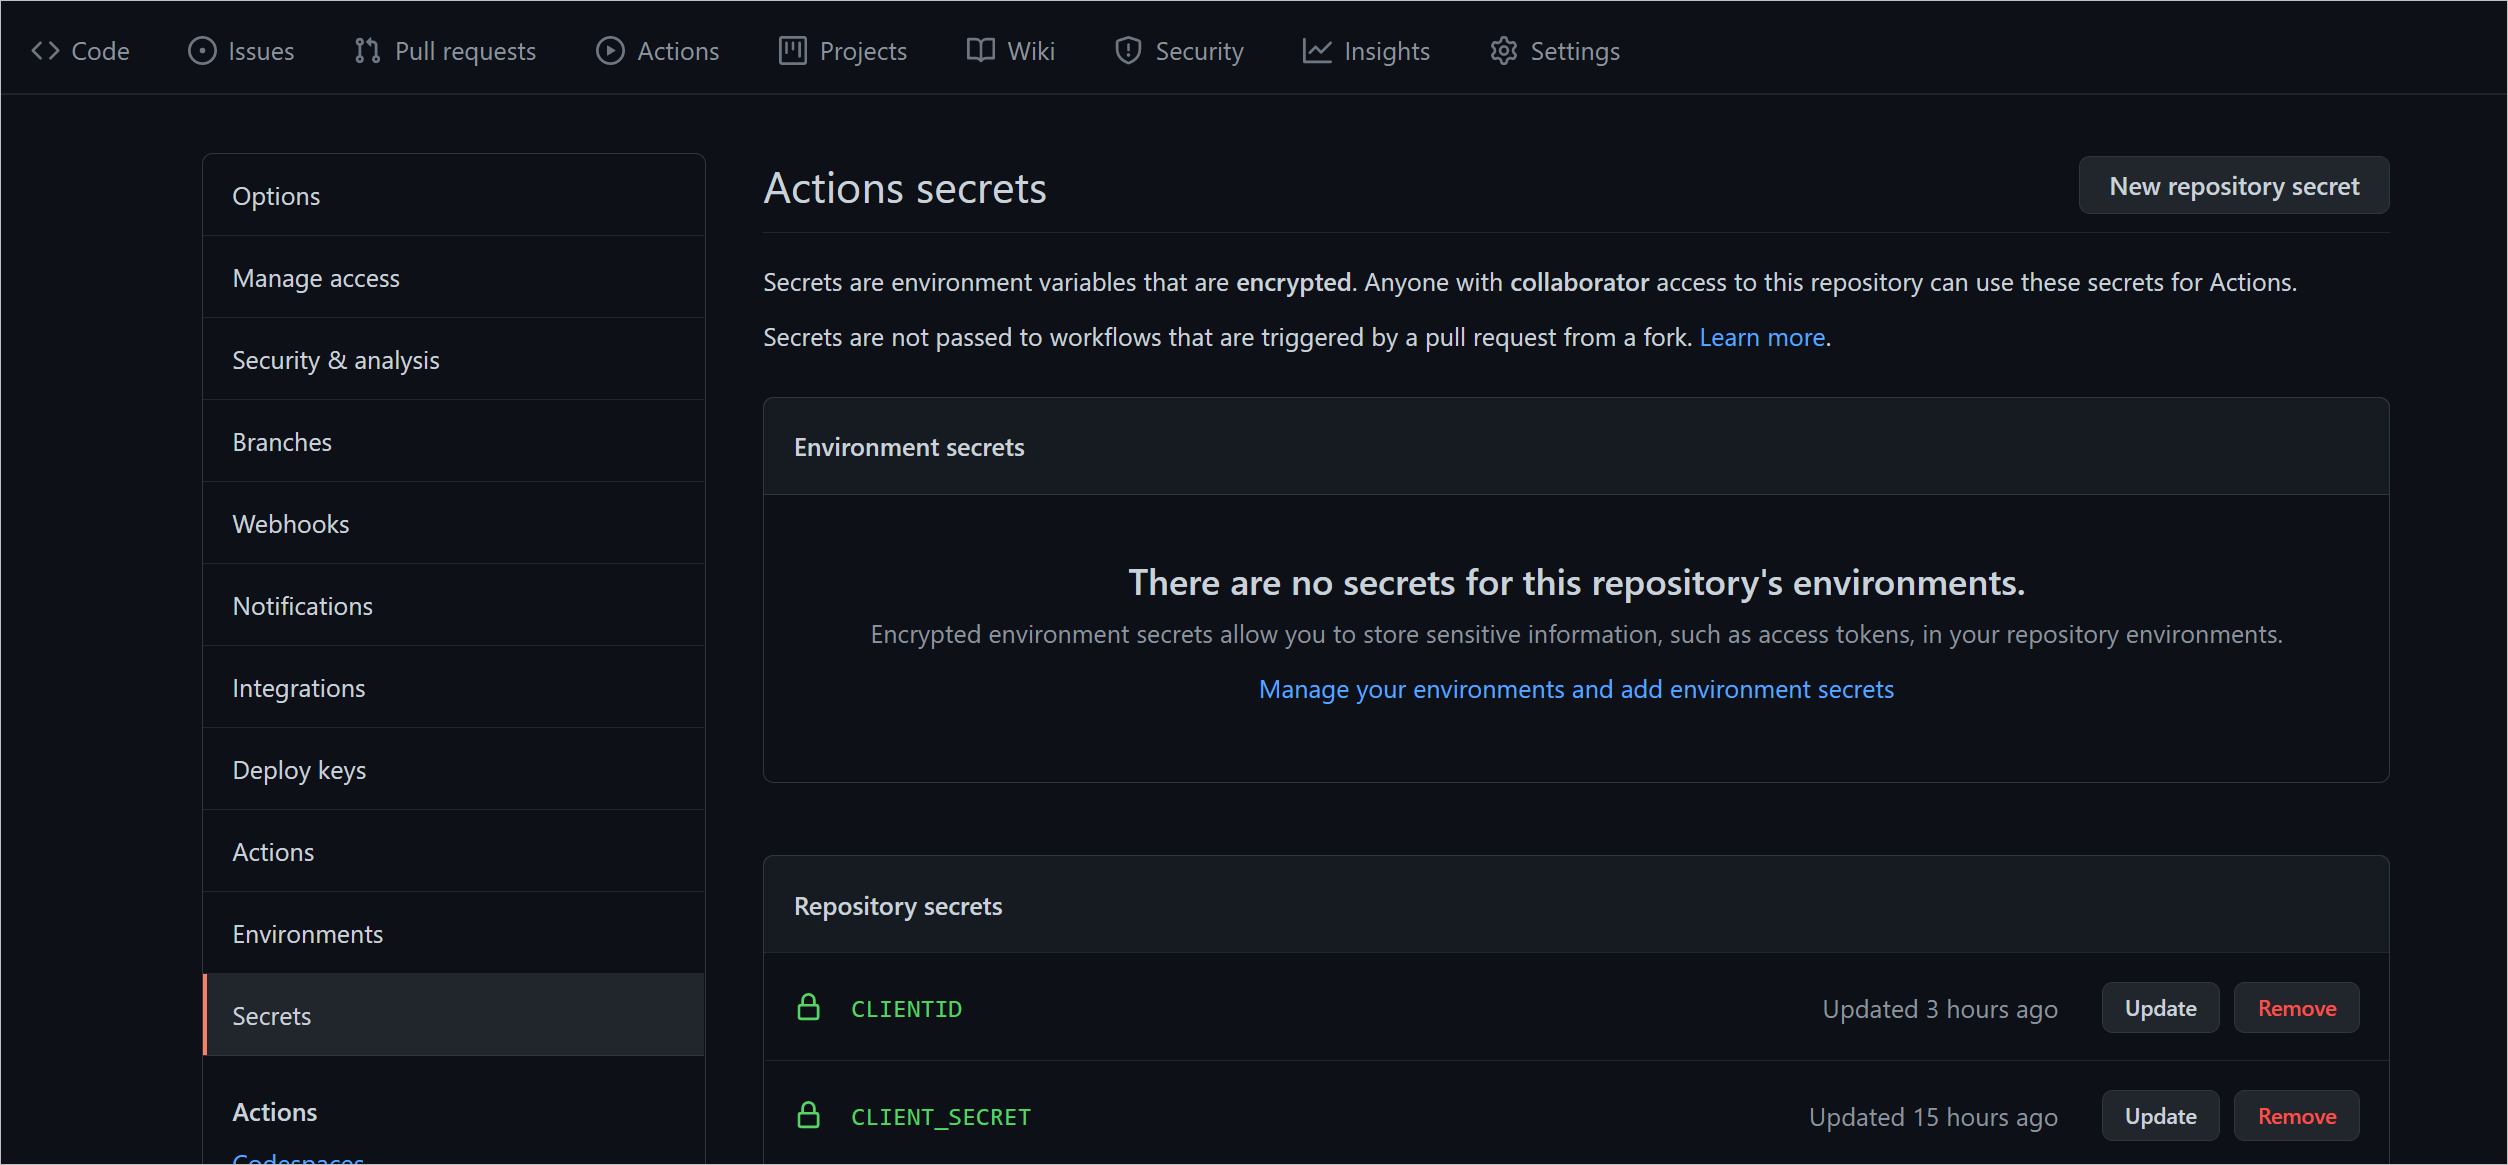 Code Issues Pull requests Actions Projects Wiki Security Insights Settings
Options
Manage access
Security & analysis
Branches
Webhooks
Notifications
Integrations
Deploy keys
Actions
Environments
Secrets
Actions
Codespaces
Actions secrets
New repository secret
Secrets are environment variables that are encrypted. Anyone with collaborator access to this repository can use these secrets for Actions.
Secrets are not passed to workflows that are triggered by a pull request from a fork. Learn more.
Environment secrets
There are no secrets for this repository's environments.
Encrypted environment secrets allow you to store sensitive information, such as access tokens, in your repository environments.
Manage your environments and add environment secrets
Repository secrets
CLIENTID Updated 3 hours ago Update Remove
CLIENT_SECRET Updated 15 hours ago Update Remove